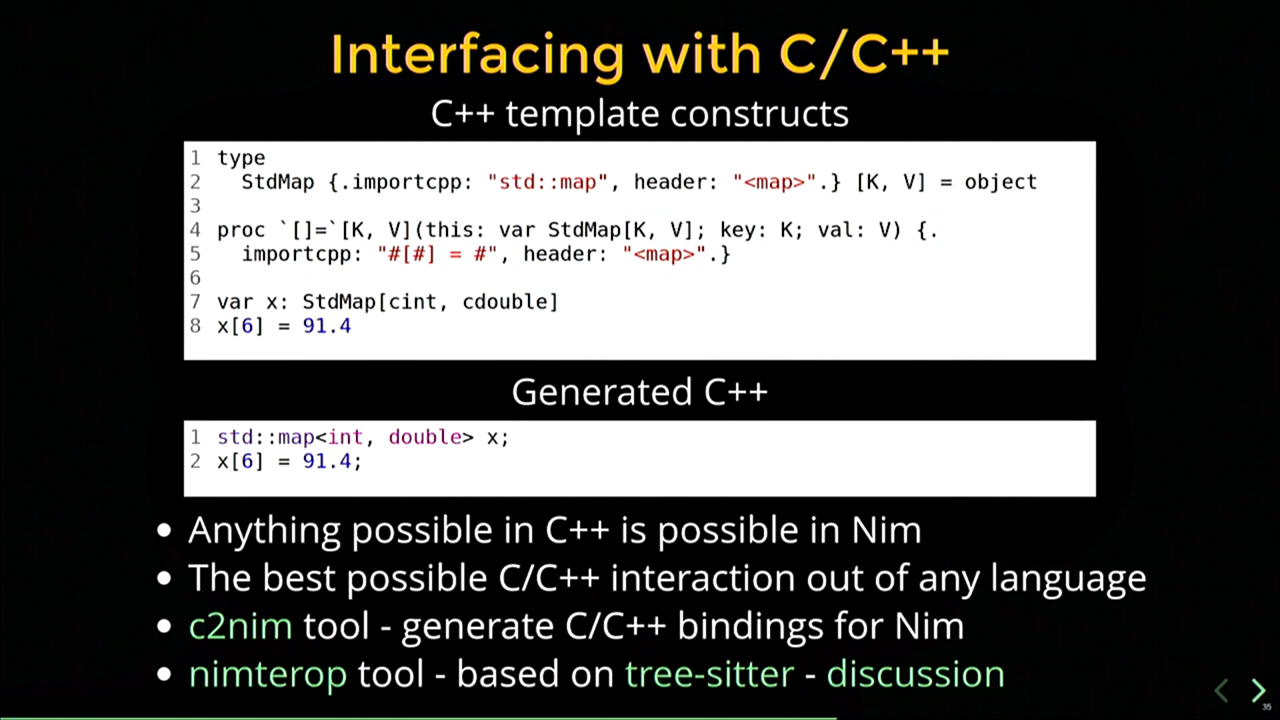 Interfacing with C/C++
C++ template constructs
1 type
2   StdMap {.importcpp: "std::map", header: "<map>".} [K, V] = object
3
4 proc `[]=`[K, V](this: var StdMap[K, V]; key: K; val: V) {.
5   importcpp: "#[#] = #", header: "<map>".}
6
7 var x: StdMap[cint, cdouble]
8 x[6] = 91.4
Generated C++
1 std::map<int, double> x;
2 x[6] = 91.4;
• Anything possible in C++ is possible in Nim
• The best possible C/C++ interaction out of any language
• c2nim tool - generate C/C++ bindings for Nim
• nimterop tool - based on tree-sitter - discussion
35